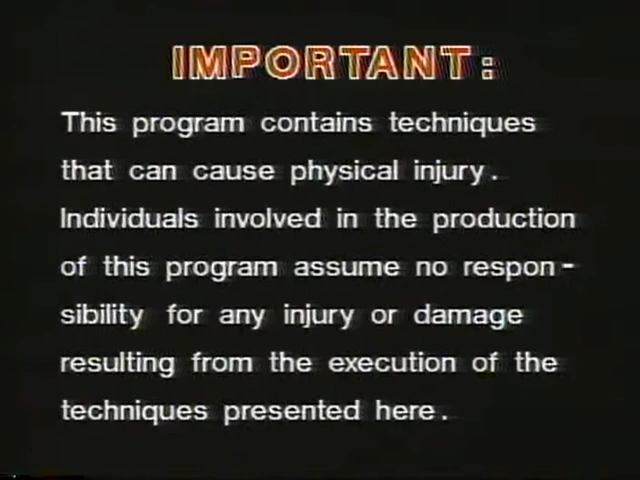 IMPORTANT:
This program contains techniques
that can cause physical injury.
Individuals involved in the production
of this program assume no respon-
sibility for any injury or damage
resulting from the execution of the
techniques presented here.